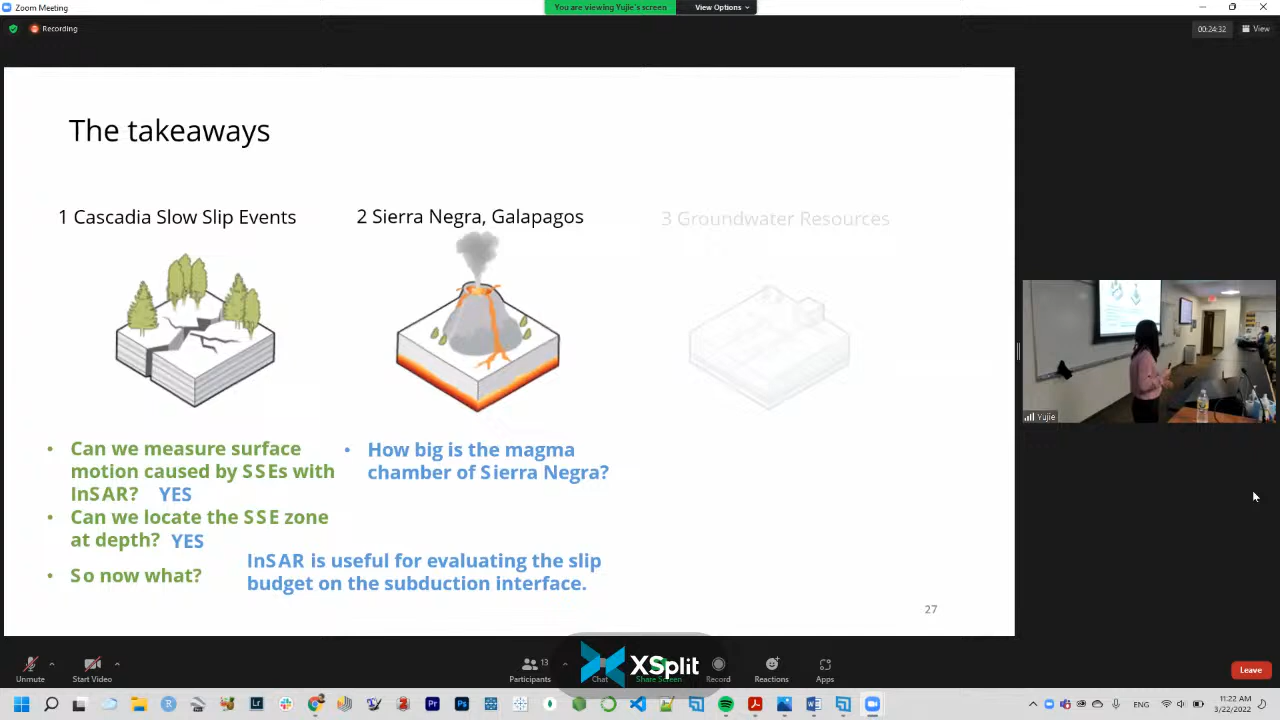 Zoom Meeting
You are viewing Yujie's screen
View Options
Recording
00:24:32
View
The takeaways
1 Cascadia Slow Slip Events
2 Sierra Negra, Galapagos
3 Groundwater Resources
• Can we measure surface
motion caused by SSEs with
InSAR? YES
• Can we locate the SSE zone
at depth? YES
• So now what?
• How big is the magma
chamber of Sierra Negra?
InSAR is useful for evaluating the slip
budget on the subduction interface.
27
Yujie
Unmute
Start Video
13
Participants
Chat
Share Screen
Record
Reactions
Apps
Leave
XSplit
ENG
11:22 AM
3/22/2022